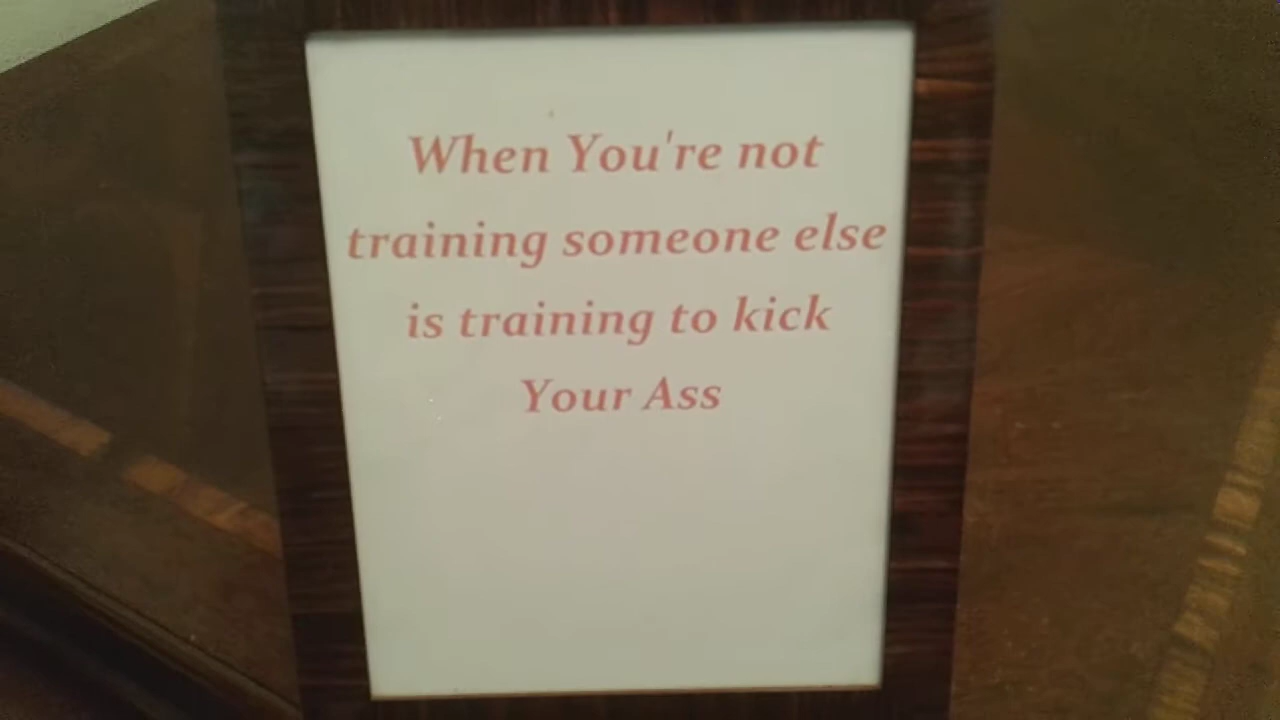 When You're not
training someone else
is training to kick
Your Ass